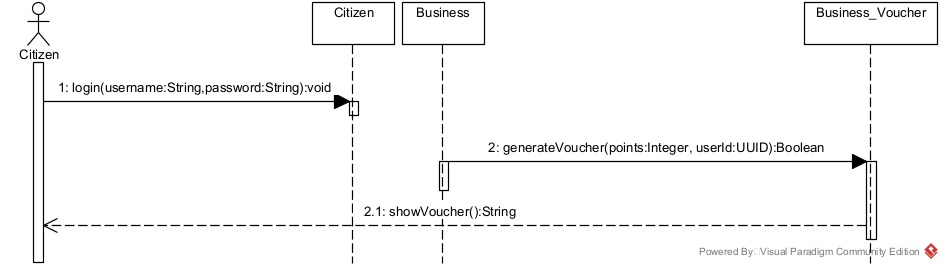 Citizen
Business
Business_Voucher
Citizen
1: login(username:String,password:String):void
2: generateVoucher(points:Integer, userId:UUID):Boolean
2.1: showVoucher():String
Powered By Visual Paradigm Community Edition